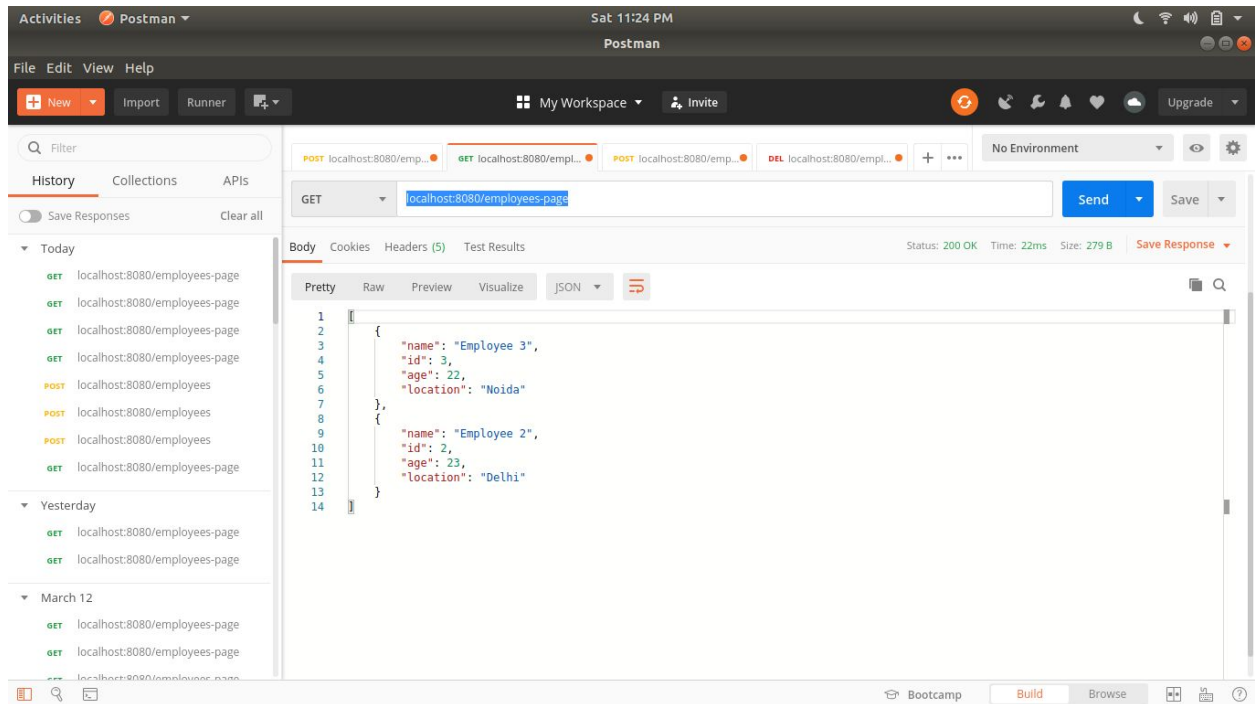 Activities Postman Sat 11:24 PM
Postman
File Edit View Help
New Import Runner My Workspace Invite Upgrade
Filter
History Collections APIs
Save Responses Clear all
Today
GET localhost:8080/employees-page
GET localhost:8080/employees-page
GET localhost:8080/employees-page
GET localhost:8080/employees-page
POST localhost:8080/employees
POST localhost:8080/employees
POST localhost:8080/employees
GET localhost:8080/employees-page
Yesterday
GET localhost:8080/employees-page
GET localhost:8080/employees-page
March 12
GET localhost:8080/employees-page
GET localhost:8080/employees-page
GET localhost:8080/employees-page
POST localhost:8080/emp... GET localhost:8080/empl... POST localhost:8080/emp... DEL localhost:8080/empl... + ••• No Environment
GET localhost:8080/employees-page Send Save
Body Cookies Headers (5) Test Results Status: 200 OK Time: 22ms Size: 279 B Save Response
Pretty Raw Preview Visualize JSON
1 [
2 {
3 "name": "Employee 3",
4 "id": 3,
5 "age": 22,
6 "location": "Noida"
7 },
8 {
9 "name": "Employee 2",
10 "id": 2,
11 "age": 23,
12 "location": "Delhi"
13 }
14 ]
Bootcamp Build Browse